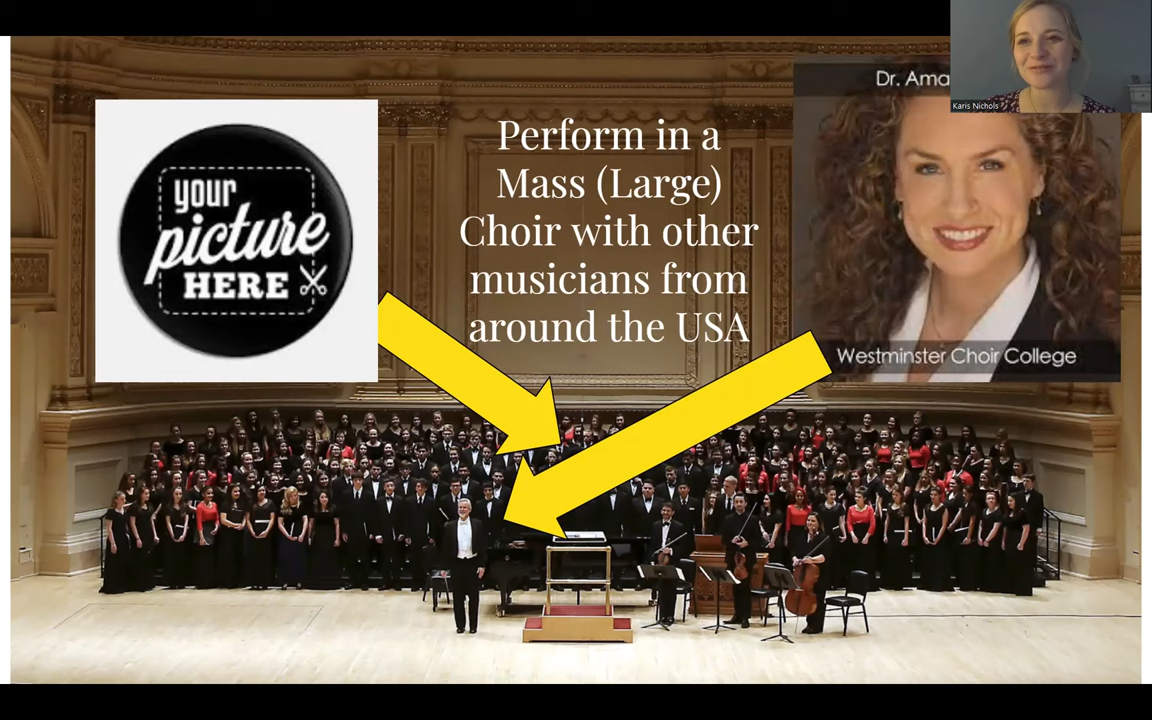 your
picture
HERE
Perform in a
Mass (Large)
Choir with other
musicians from
around the USA
Dr. Ama
Westminster Choir College
Karis Nichols